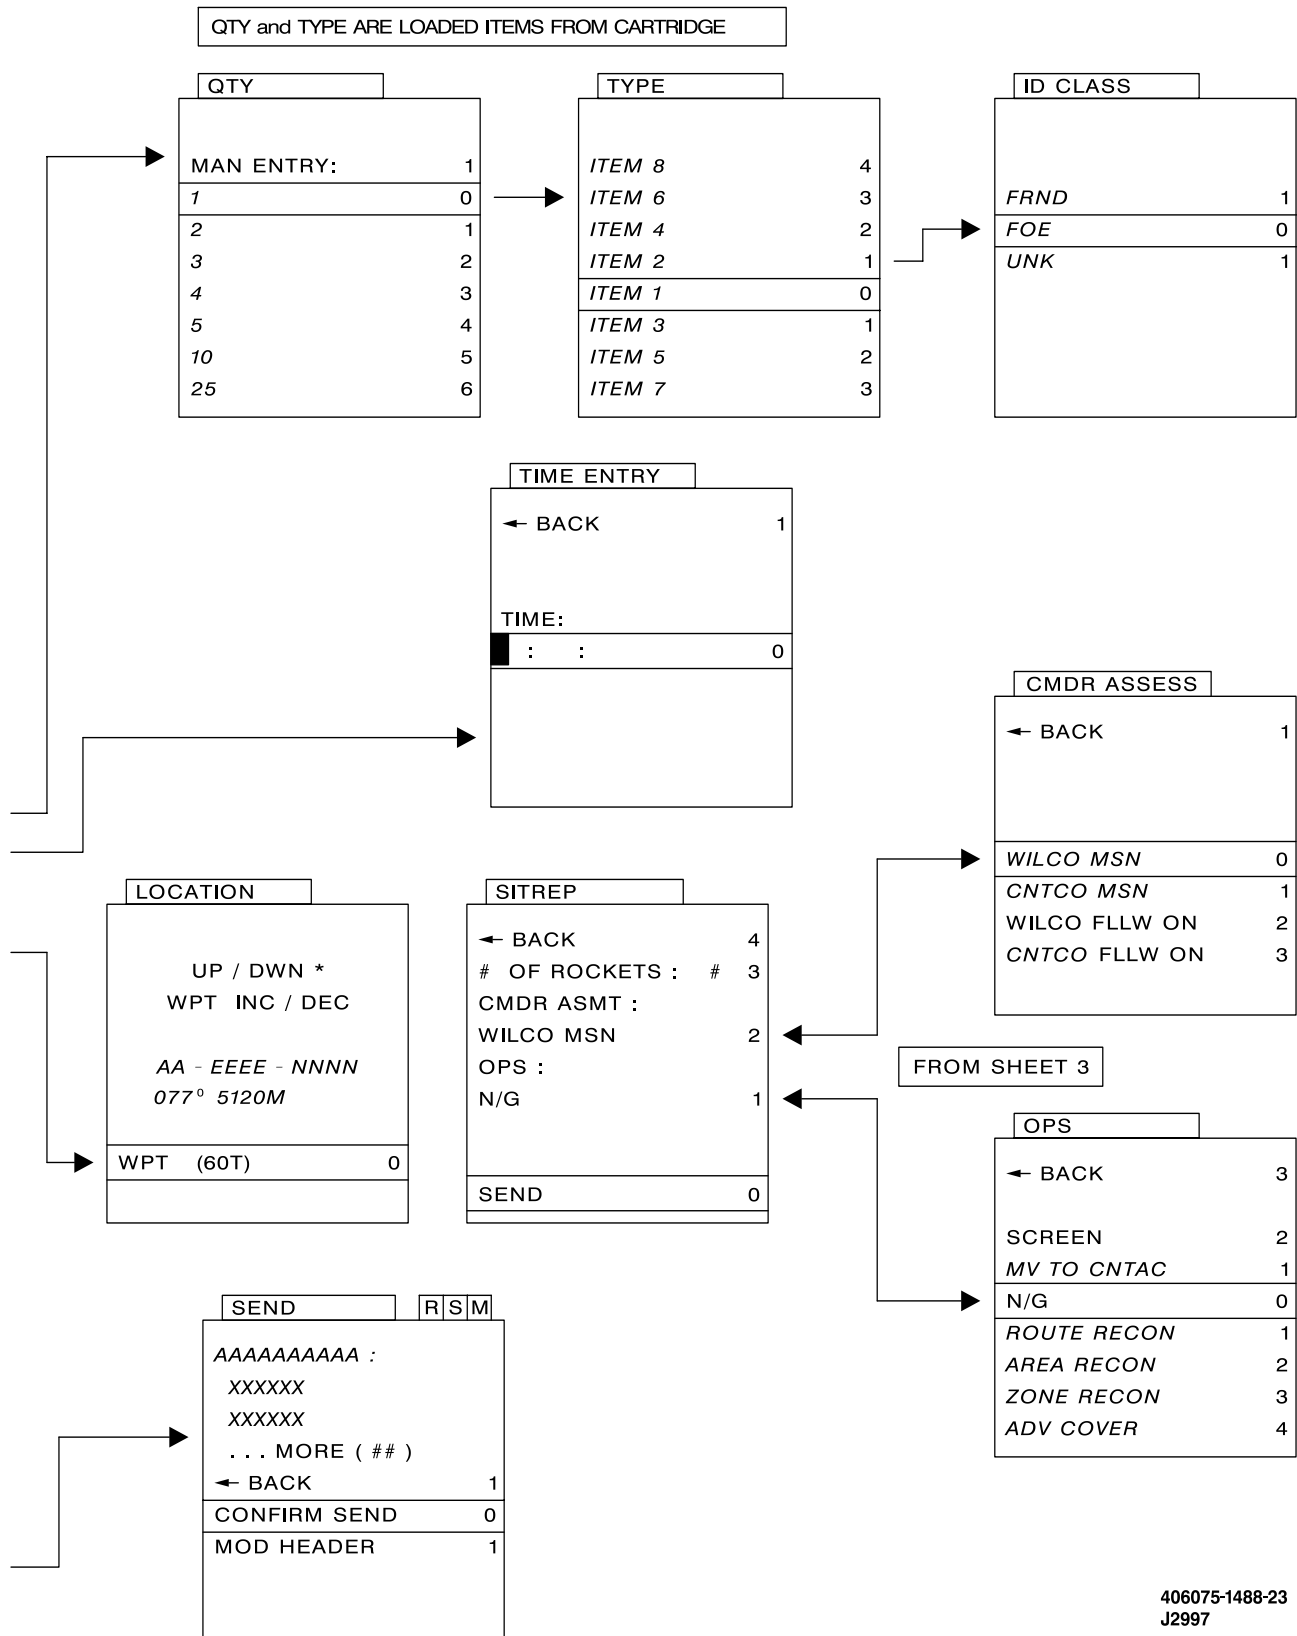 QTY and TYPE ARE LOADED ITEMS FROM CARTRIDGE
QTY
MAN ENTRY: 1
1 0
2 1
3 2
4 3
5 4
10 5
25 6
TYPE
ITEM 8 4
ITEM 6 3
ITEM 4 2
ITEM 2 1
ITEM 1 0
ITEM 3 1
ITEM 5 2
ITEM 7 3
ID CLASS
FRND 1
FOE 0
UNK 1
TIME ENTRY
← BACK 1
TIME:
: : 0
CMDR ASSESS
← BACK 1
WILCO MSN 0
CNTCO MSN 1
WILCO FLLW ON 2
CNTCO FLLW ON 3
LOCATION
UP / DWN *
WPT INC / DEC
AA - EEEE - NNNN
077⁰ 5120M
WPT (60T) 0
SITREP
← BACK 4
# OF ROCKETS : # 3
CMDR ASMT :
WILCO MSN 2
OPS :
N/G 1
SEND 0
FROM SHEET 3
OPS
← BACK 3
SCREEN 2
MV TO CNTAC 1
N/G 0
ROUTE RECON 1
AREA RECON 2
ZONE RECON 3
ADV COVER 4
SEND R S M
AAAAAAAAAA :
XXXXXX
XXXXXX
. . . MORE ( ## )
← BACK 1
CONFIRM SEND 0
MOD HEADER 1
406075-1488-23
J2997